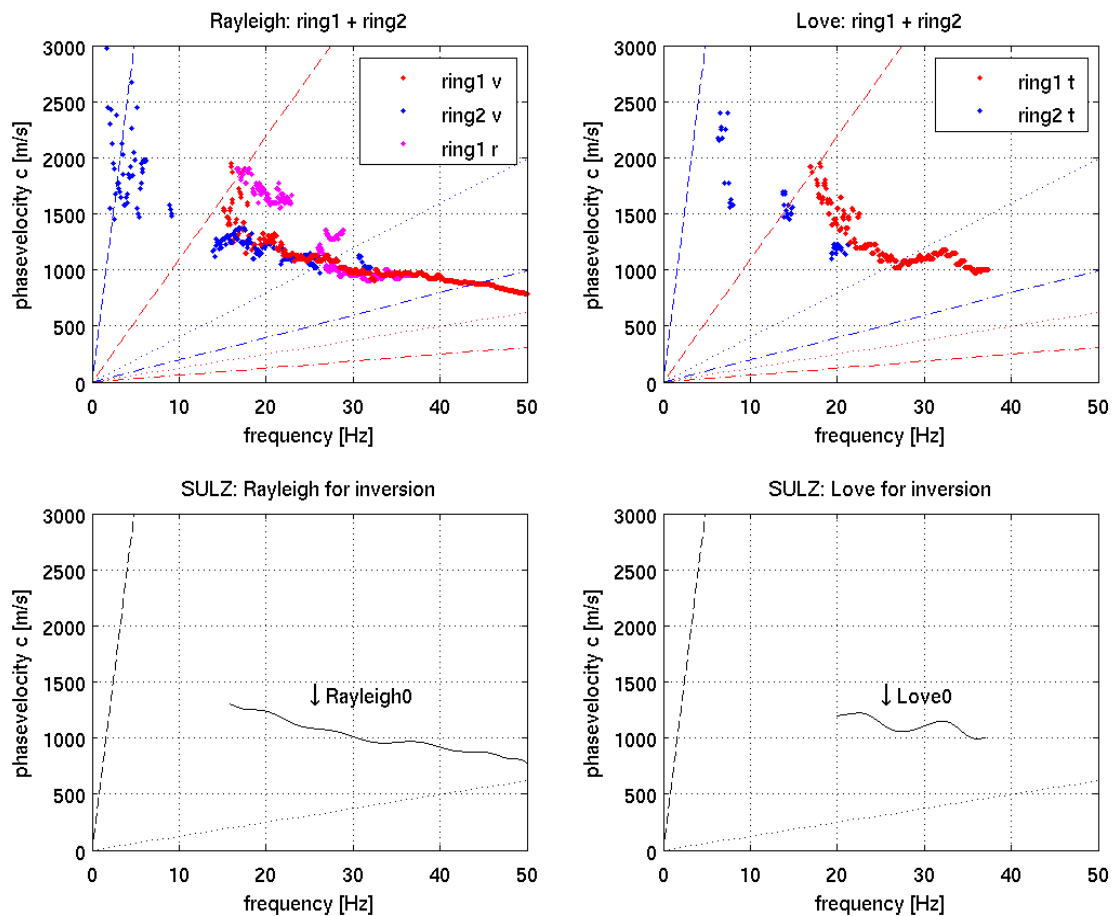 Rayleigh: ring1 + ring2
3000
2500
2000
1500
1000
500
0
phasevelocity c [m/s]
ring1 v
ring2 v
ring1 r
0 10 20 30 40 50
frequency [Hz]
Love: ring1 + ring2
3000
2500
2000
1500
1000
500
0
phasevelocity c [m/s]
ring1 t
ring2 t
0 10 20 30 40 50
frequency [Hz]
SULZ: Rayleigh for inversion
3000
2500
2000
1500
1000
500
0
phasevelocity c [m/s]
↓ Rayleigh0
0 10 20 30 40 50
frequency [Hz]
SULZ: Love for inversion
3000
2500
2000
1500
1000
500
0
phasevelocity c [m/s]
↓ Love0
0 10 20 30 40 50
frequency [Hz]